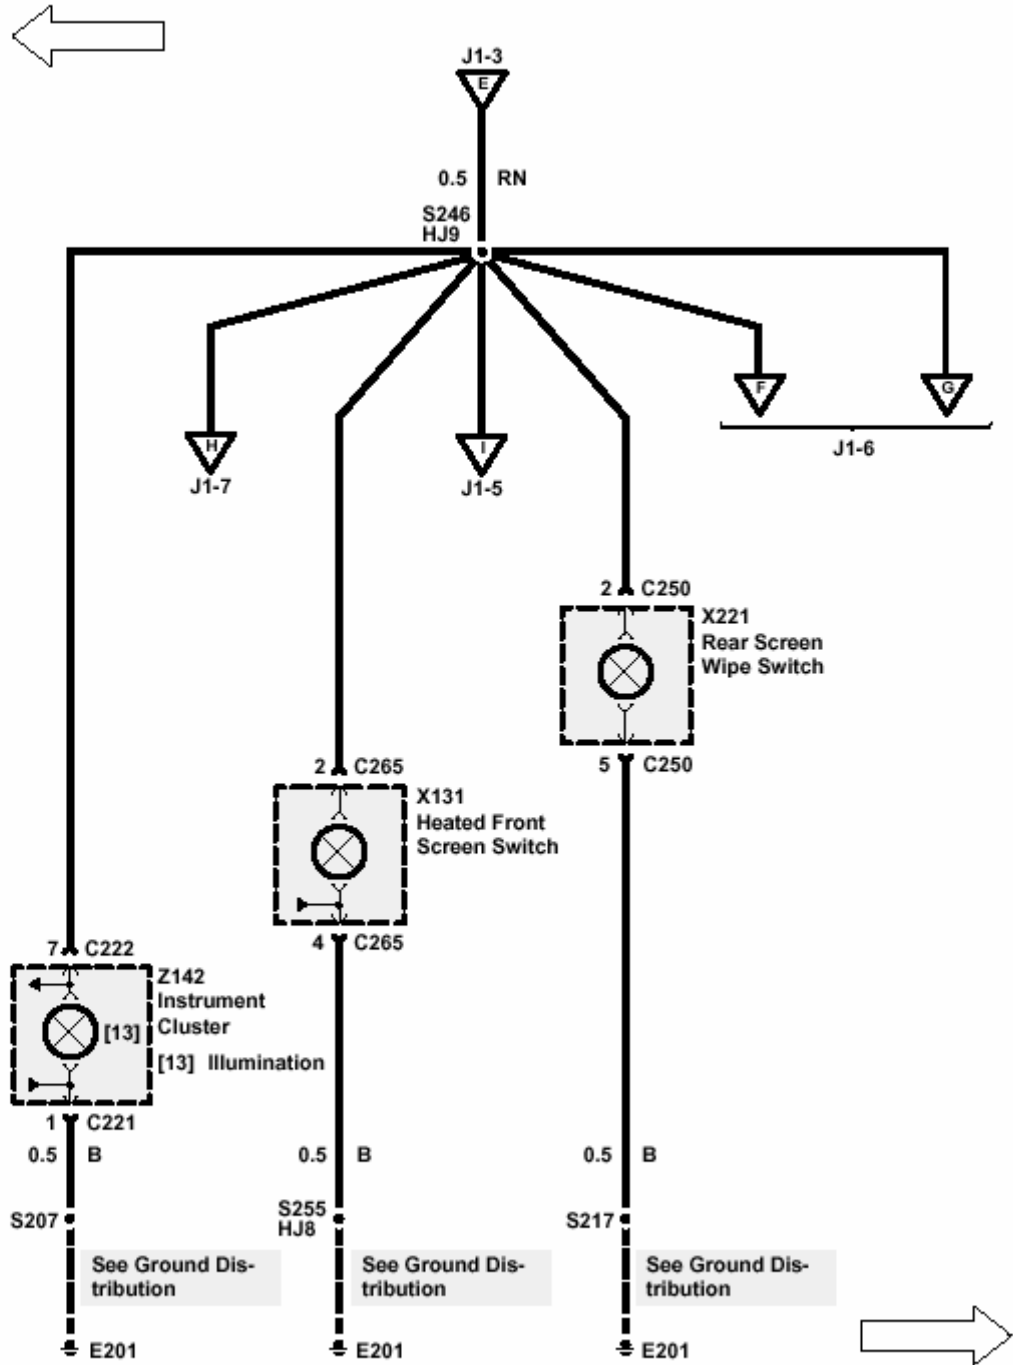 J1-3
E
0.5 RN
S246
HJ9
F
G
H
I
J1-6
J1-7
J1-5
2 C250
X221
Rear Screen
Wipe Switch
5 C250
2 C265
X131
Heated Front
Screen Switch
4 C265
7 C222
Z142
Instrument
Cluster
[13]
[13] Illumination
1 C221
0.5 B
0.5 B
0.5 B
S207
S255
HJ8
S217
See Ground Dis-
tribution
See Ground Dis-
tribution
See Ground Dis-
tribution
E201
E201
E201